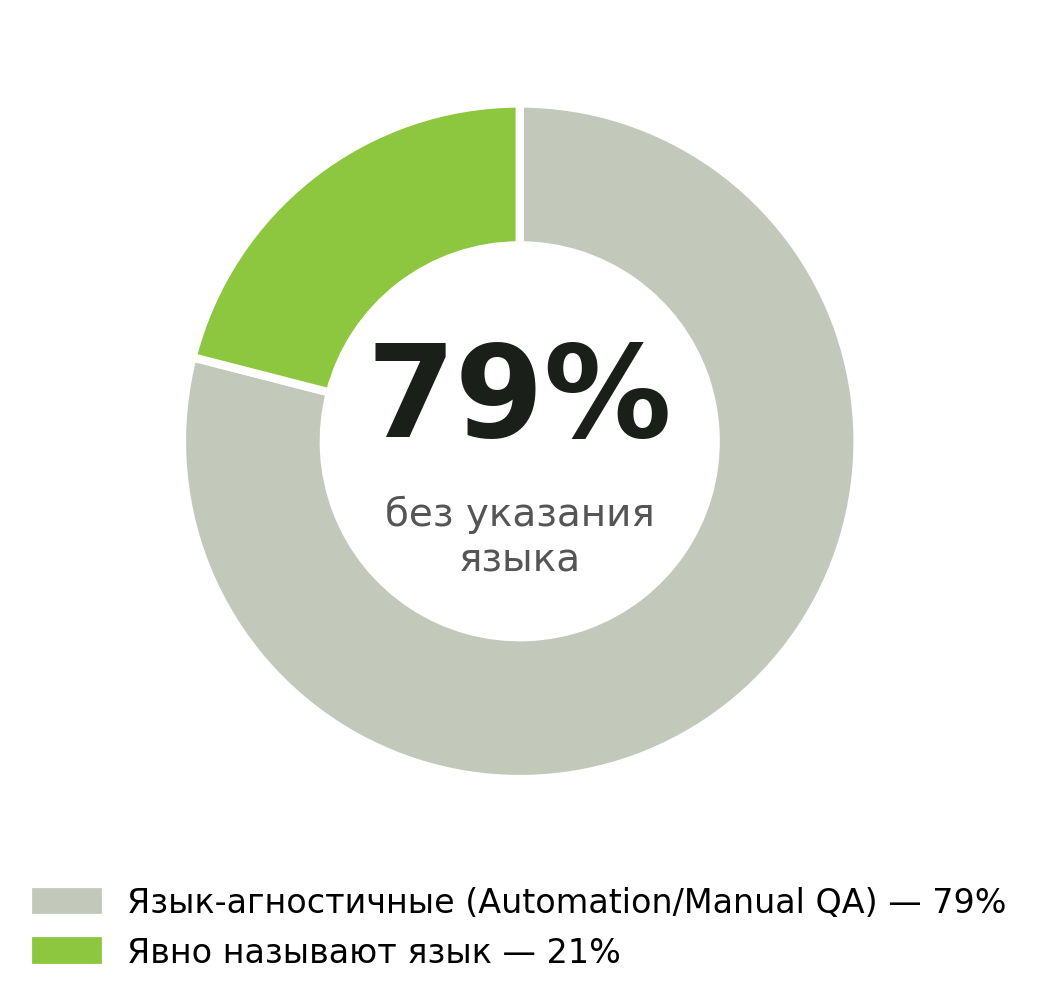 79%
без указания
языка
Язык-агностичные (Automation/Manual QA) — 79%
Явно называют язык — 21%